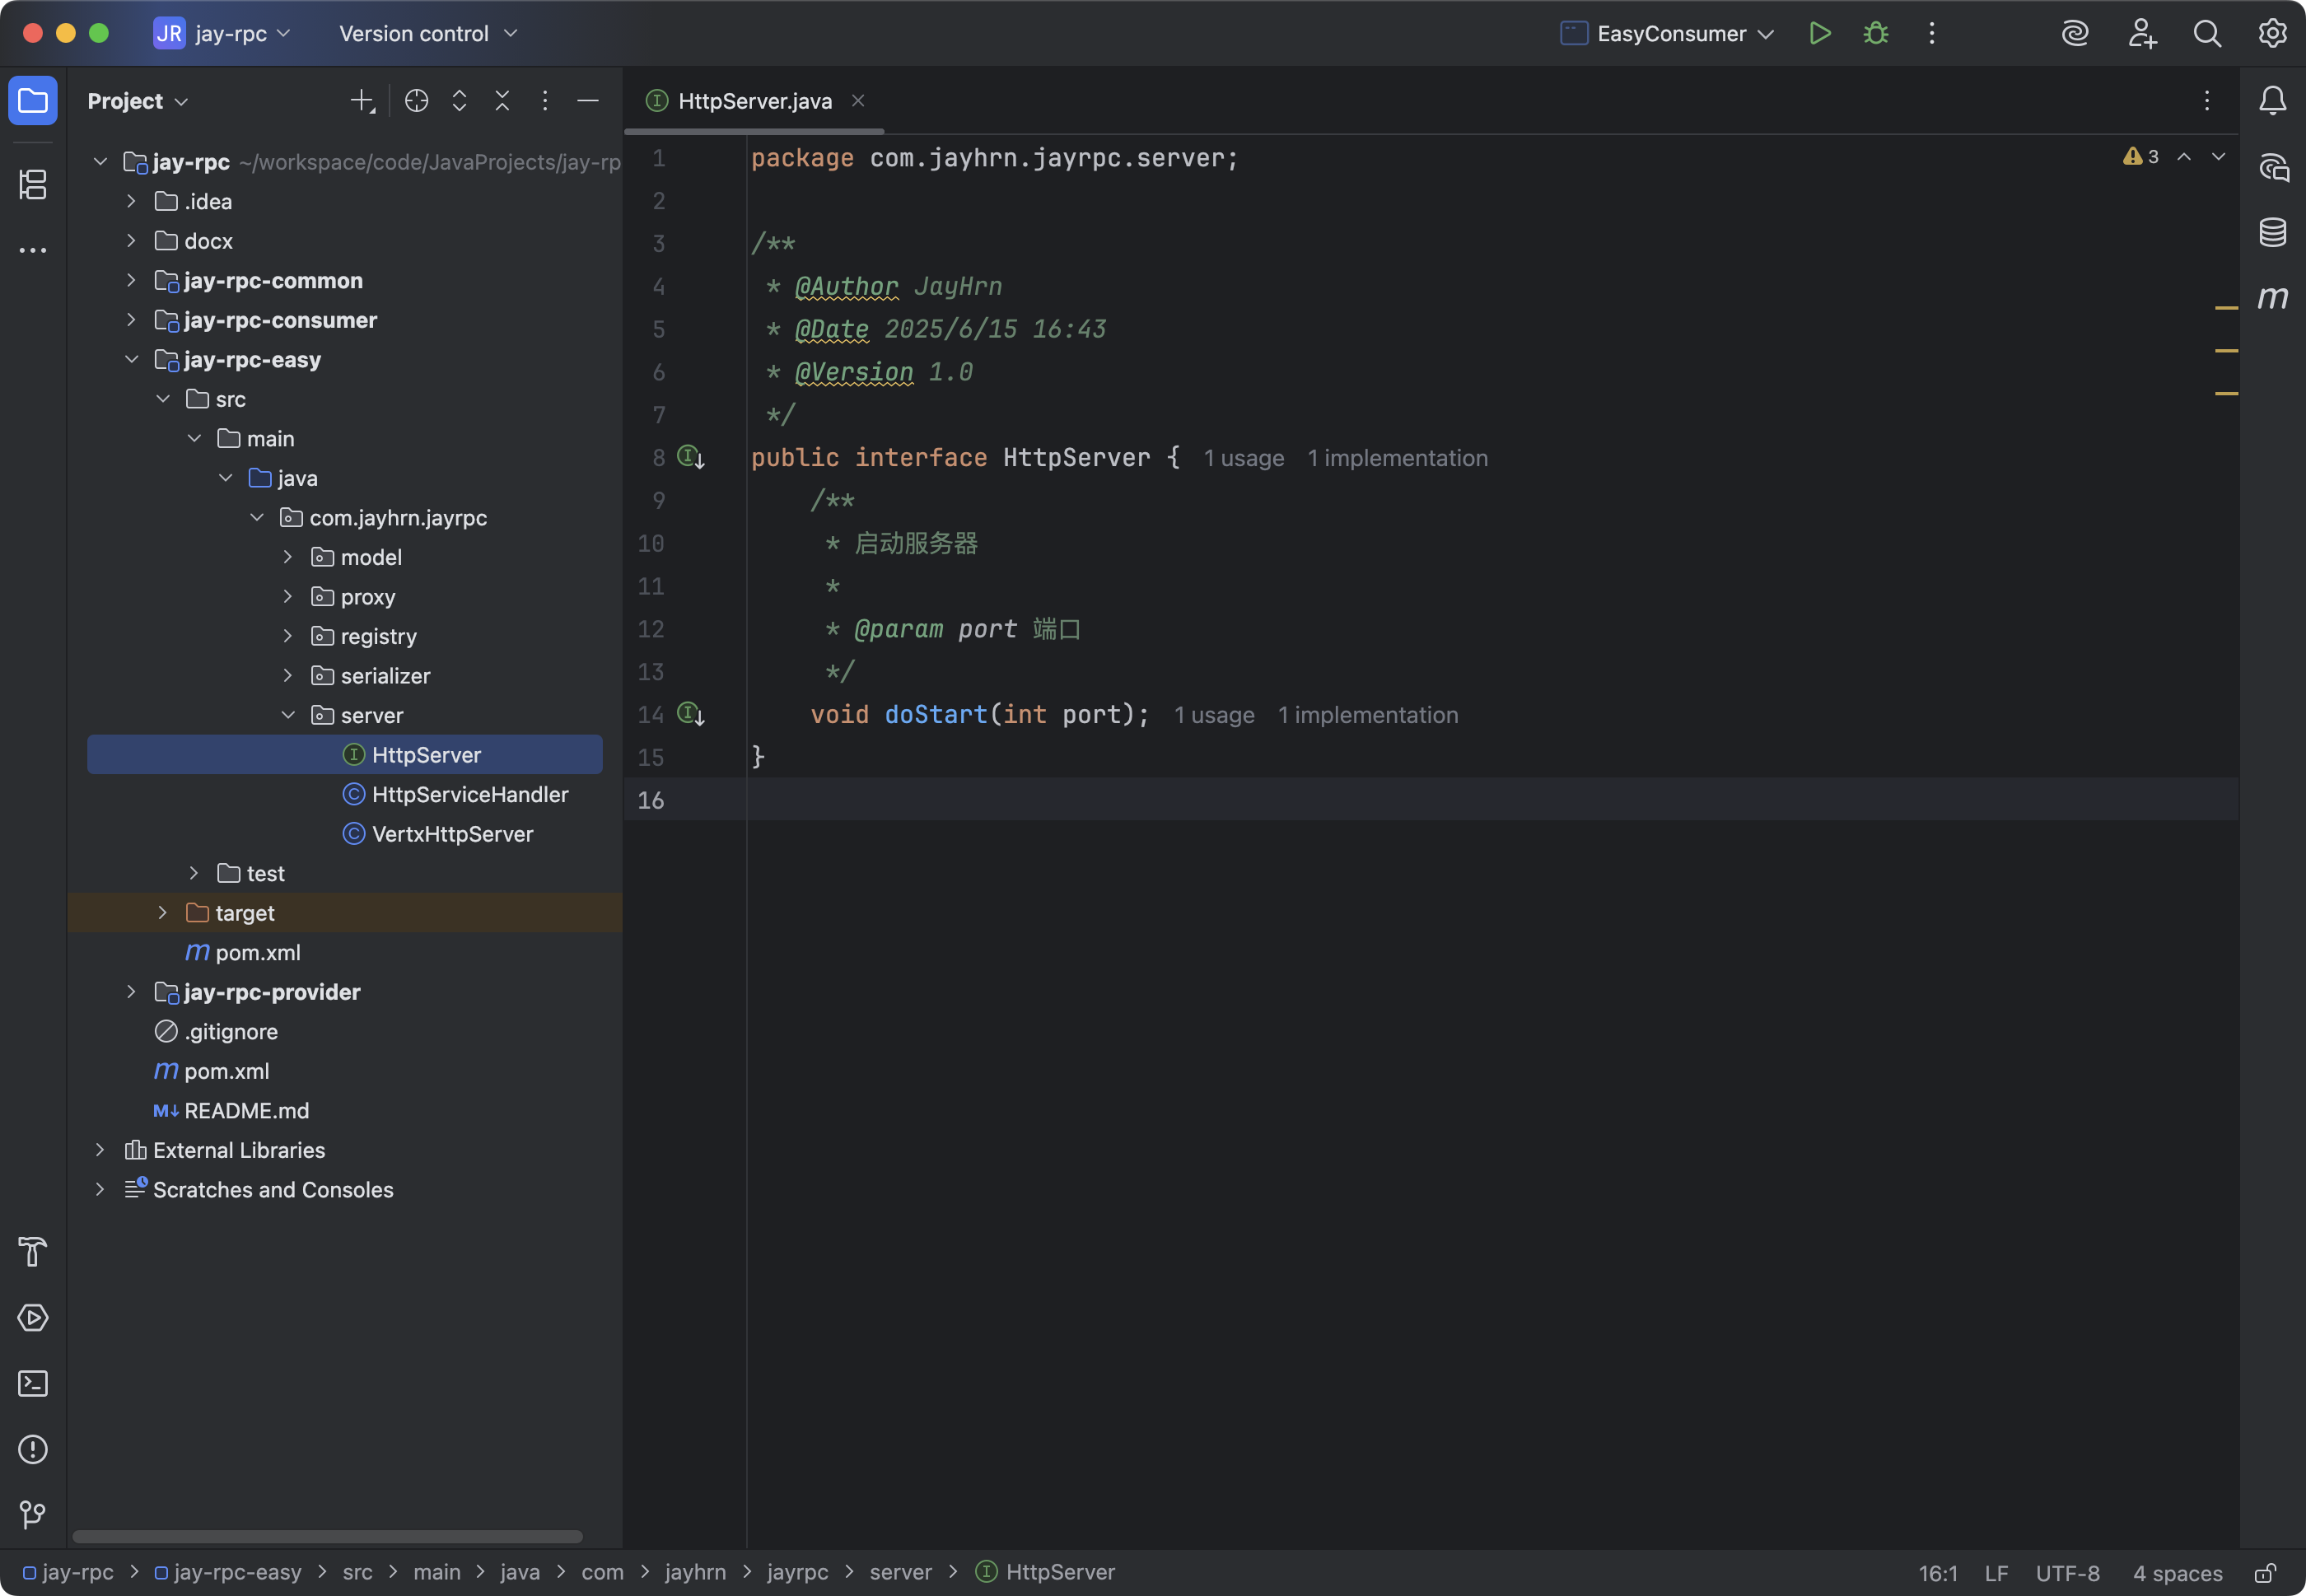 JR jay-rpc Version control EasyConsumer
Project
jay-rpc ~/workspace/code/JavaProjects/jay-rp
.idea
docx
jay-rpc-common
jay-rpc-consumer
jay-rpc-easy
src
main
java
com.jayhrn.jayrpc
model
proxy
registry
serializer
server
HttpServer
HttpServiceHandler
VertxHttpServer
test
target
m pom.xml
jay-rpc-provider
.gitignore
m pom.xml
M↓ README.md
External Libraries
Scratches and Consoles
HttpServer.java
3
1 package com.jayhrn.jayrpc.server;
2
3 /**
4 * @Author JayHrn
5 * @Date 2025/6/15 16:43
6 * @Version 1.0
7 */
8 public interface HttpServer { 1 usage 1 implementation
9 /**
10 * 启动服务器
11 *
12 * @param port 端口
13 */
14 void doStart(int port); 1 usage 1 implementation
15 }
16
m
jay-rpc > jay-rpc-easy > src > main > java > com > jayhrn > jayrpc > server > HttpServer
16:1 LF UTF-8 4 spaces